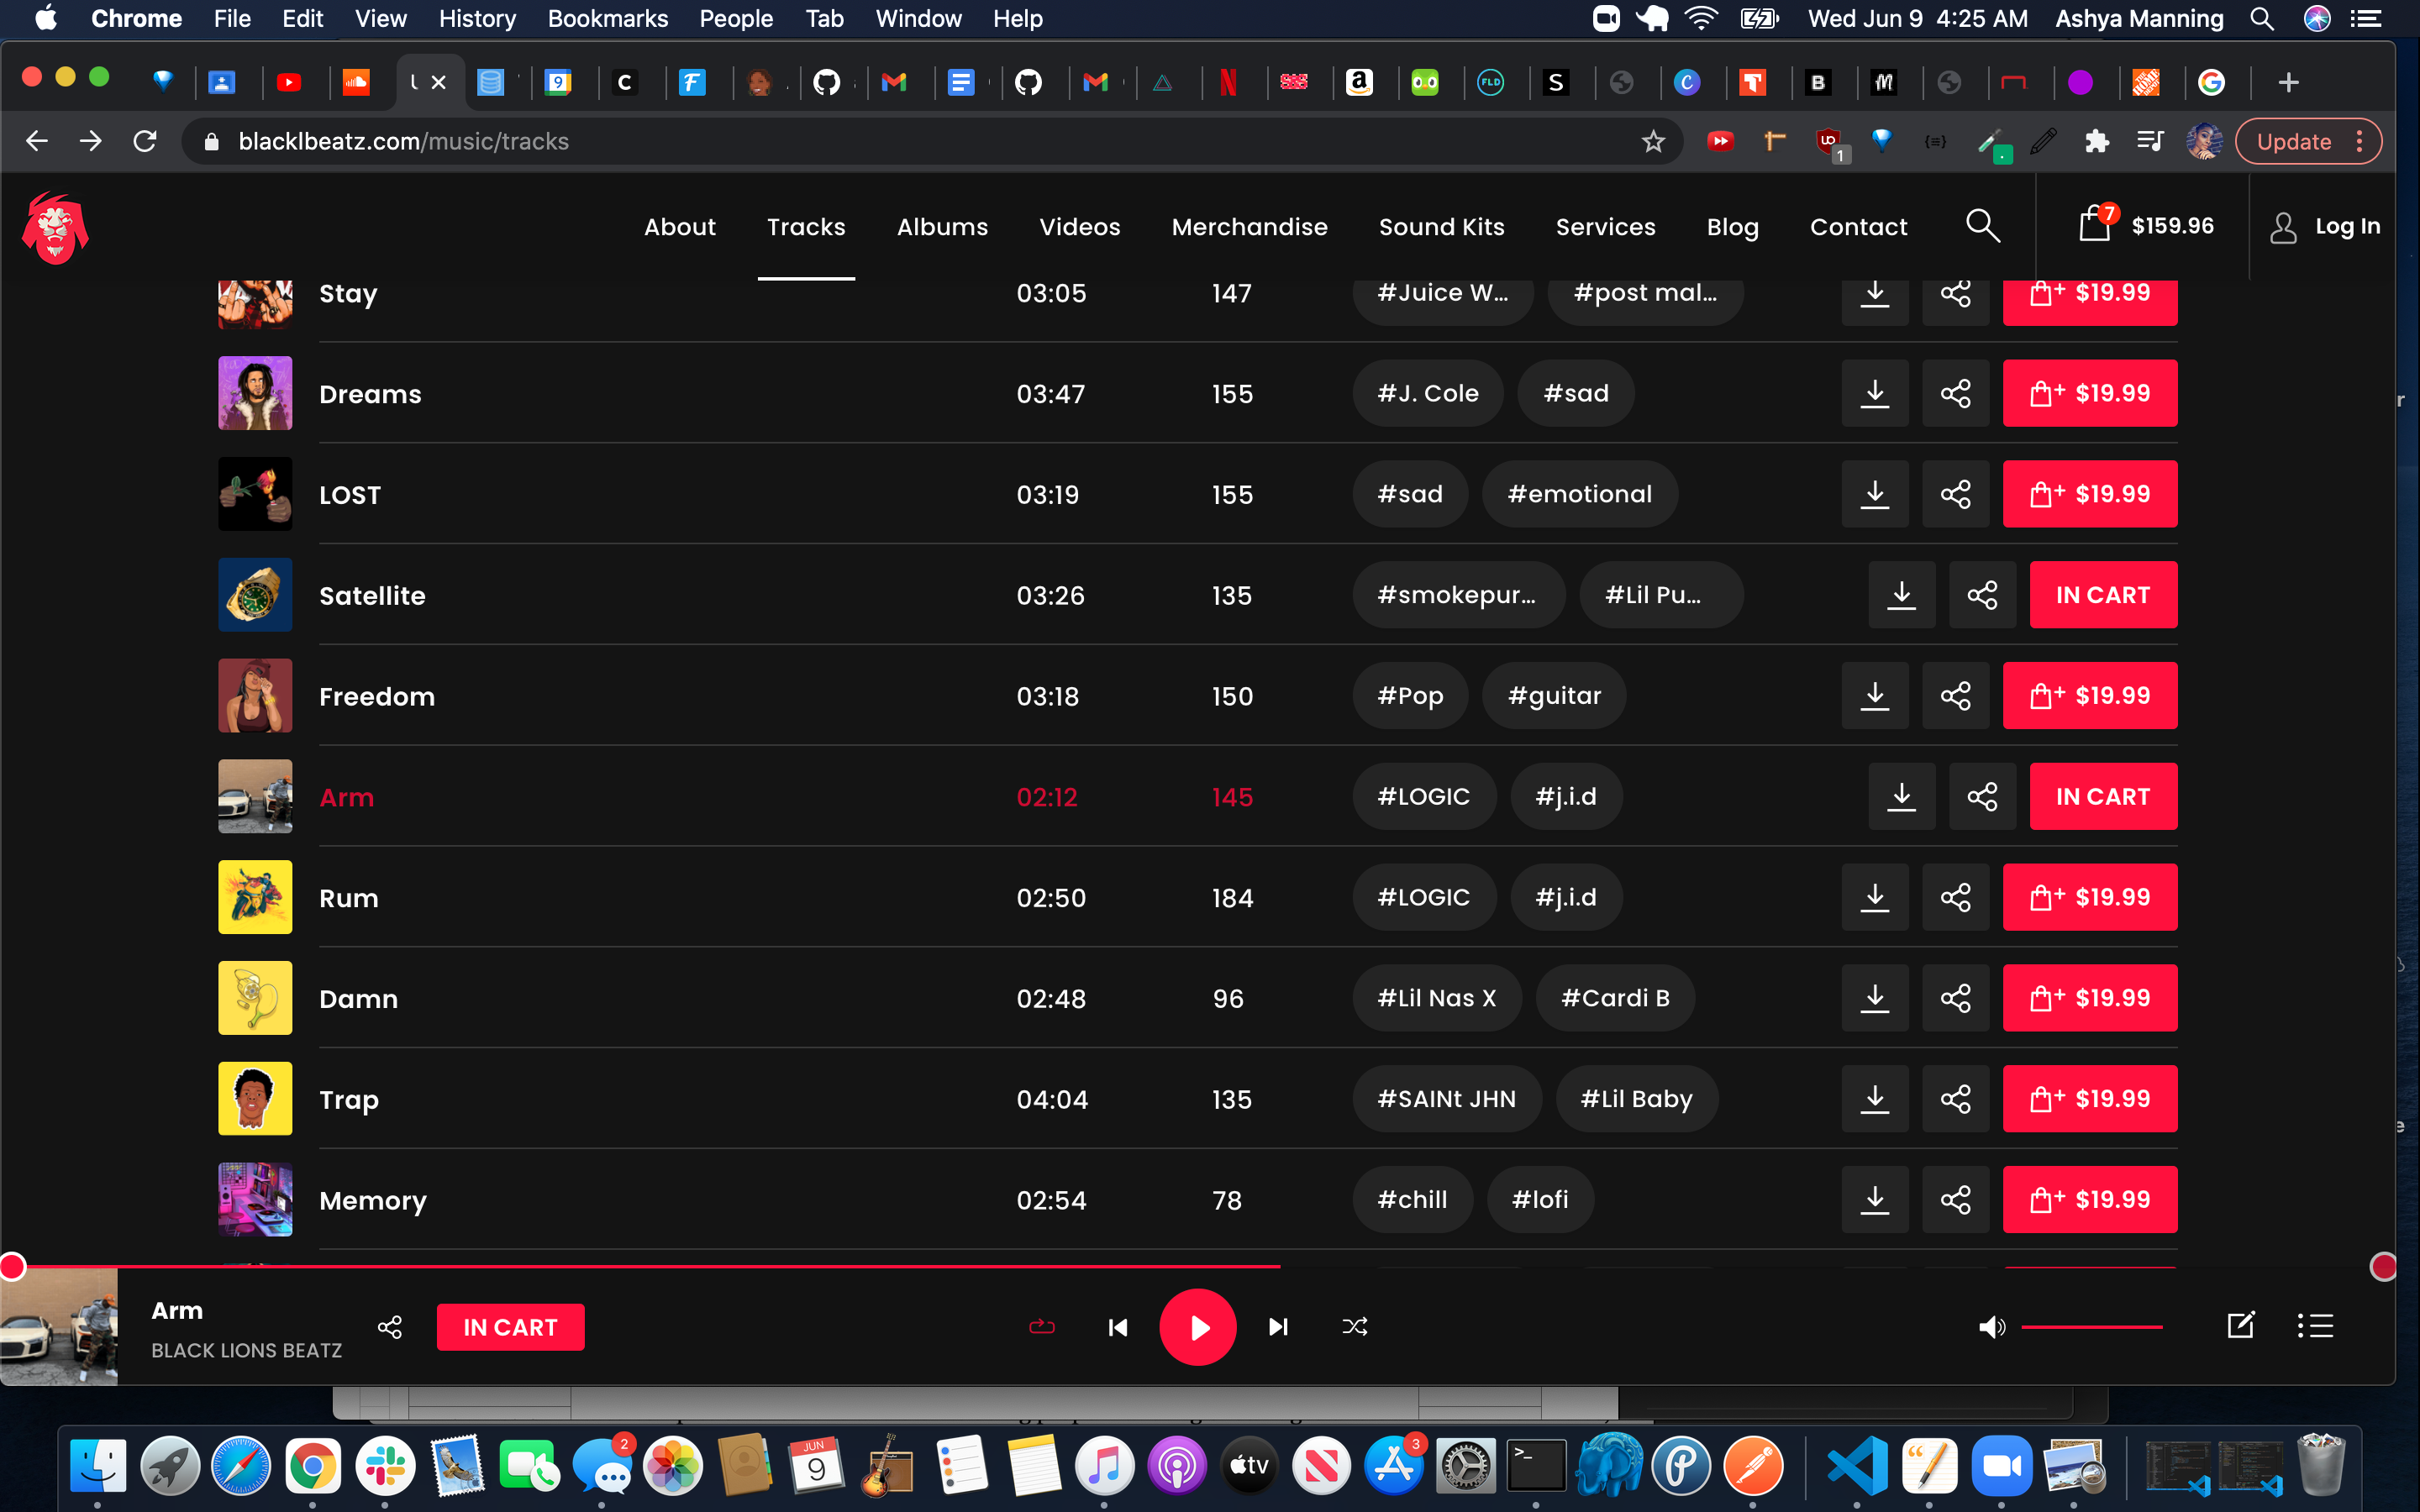 Chrome File Edit View History Bookmarks People Tab Window Help Wed Jun 9 4:25 AM Ashya Manning
blacklbeatz.com/music/tracks 1 Update
About Tracks Albums Videos Merchandise Sound Kits Services Blog Contact 7 $159.96 Log In
Stay 03:05 147 #Juice W... #post mal... $19.99
Dreams 03:47 155 #J. Cole #sad $19.99
LOST 03:19 155 #sad #emotional $19.99
Satellite 03:26 135 #smokepur... #Lil Pu... IN CART
Freedom 03:18 150 #Pop #guitar $19.99
Arm 02:12 145 #LOGIC #j.i.d IN CART
Rum 02:50 184 #LOGIC #j.i.d $19.99
Damn 02:48 96 #Lil Nas X #Cardi B $19.99
Trap 04:04 135 #SAINt JHN #Lil Baby $19.99
Memory 02:54 78 #chill #lofi $19.99
Arm
BLACK LIONS BEATZ
IN CART
2 JUN 9 tv 3